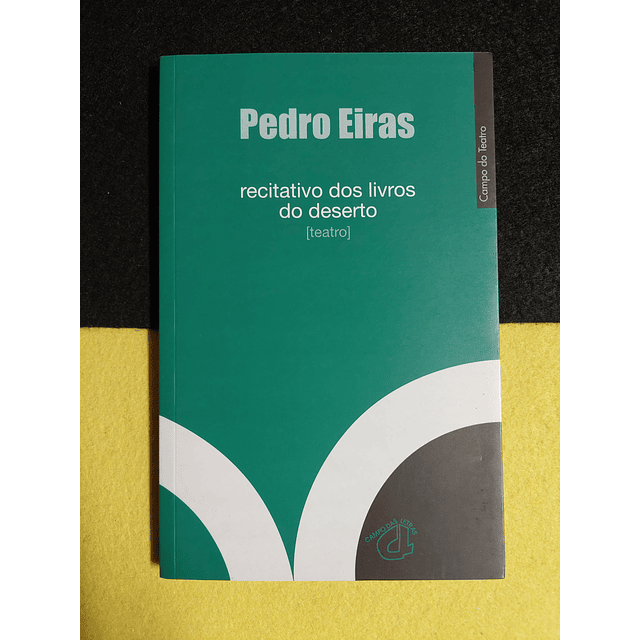 Pedro Eiras
recitativo dos livros
do deserto
[teatro]
Campo do Teatro
CAMPO DAS LETRAS